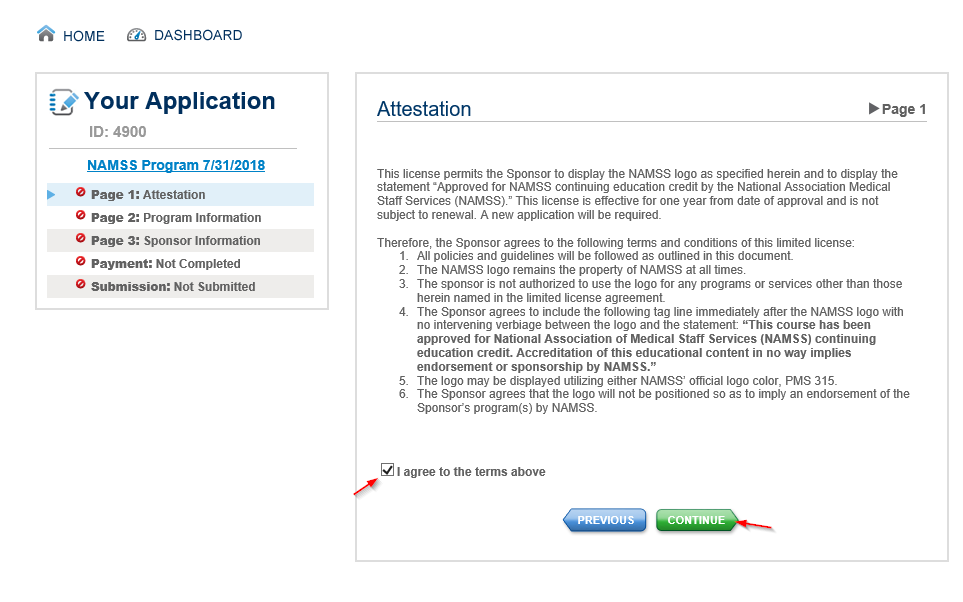 HOME DASHBOARD
Your Application
ID: 4900
NAMSS Program 7/31/2018
Page 1: Attestation
Page 2: Program Information
Page 3: Sponsor Information
Payment: Not Completed
Submission: Not Submitted
Attestation
Page 1
This license permits the Sponsor to display the NAMSS logo as specified herein and to display the
statement “Approved for NAMSS continuing education credit by the National Association Medical
Staff Services (NAMSS).” This license is effective for one year from date of approval and is not
subject to renewal. A new application will be required.
Therefore, the Sponsor agrees to the following terms and conditions of this limited license:
1. All policies and guidelines will be followed as outlined in this document.
2. The NAMSS logo remains the property of NAMSS at all times.
3. The sponsor is not authorized to use the logo for any programs or services other than those
herein named in the limited license agreement.
4. The Sponsor agrees to include the following tag line immediately after the NAMSS logo with
no intervening verbiage between the logo and the statement: “This course has been
approved for National Association of Medical Staff Services (NAMSS) continuing
education credit. Accreditation of this educational content in no way implies
endorsement or sponsorship by NAMSS.”
5. The logo may be displayed utilizing either NAMSS’ official logo color, PMS 315.
6. The Sponsor agrees that the logo will not be positioned so as to imply an endorsement of the
Sponsor’s program(s) by NAMSS.
I agree to the terms above
PREVIOUS CONTINUE